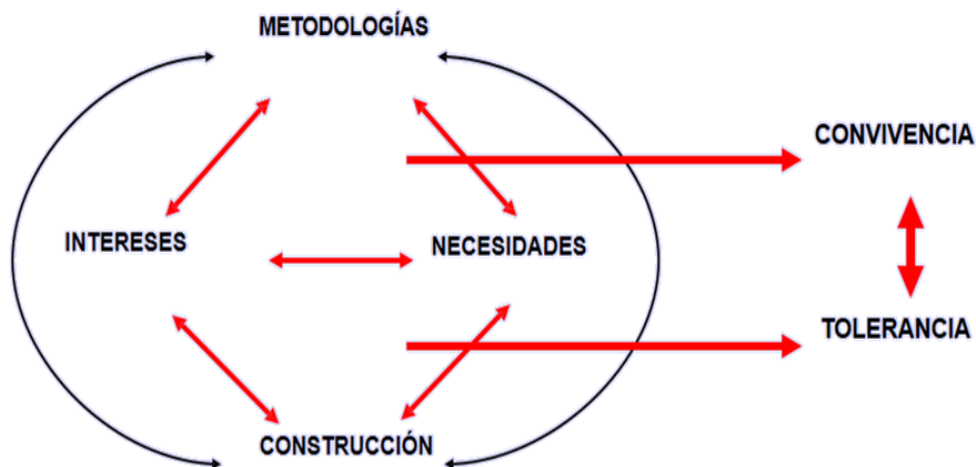 METODOLOGÍAS
CONVIVENCIA
INTERESES
NECESIDADES
TOLERANCIA
CONSTRUCCIÓN